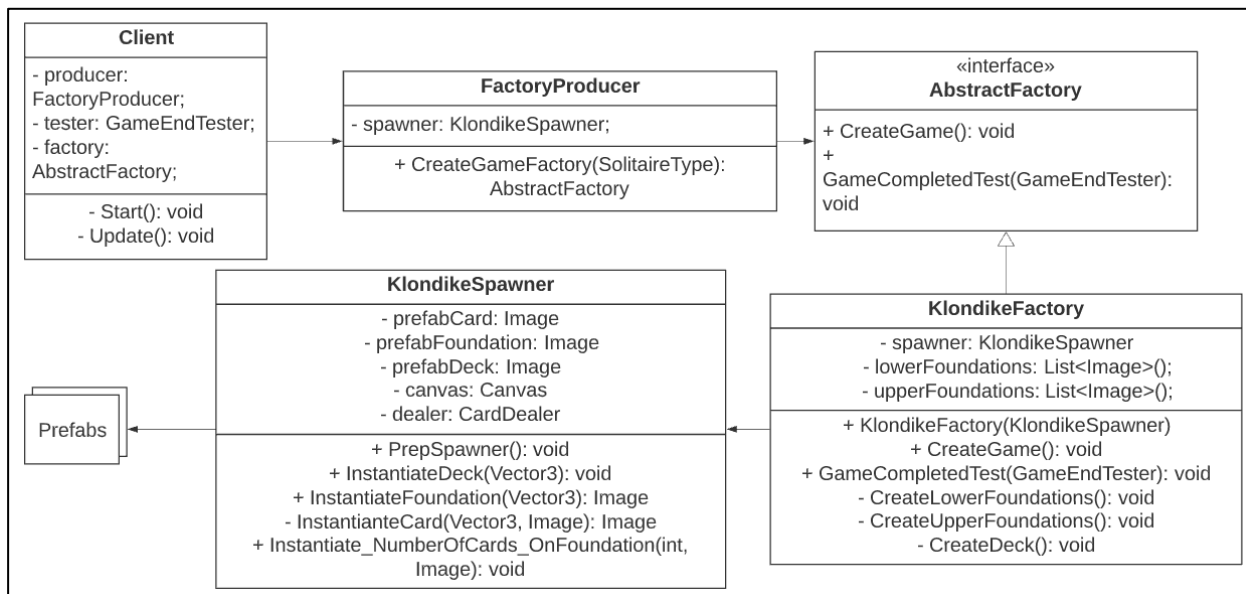 Client
- producer:
FactoryProducer;
- tester: GameEndTester;
- factory:
AbstractFactory;
- Start(): void
- Update(): void
FactoryProducer
- spawner: KlondikeSpawner;
+ CreateGameFactory(SolitaireType):
AbstractFactory
«interface»
AbstractFactory
+ CreateGame(): void
+
GameCompletedTest(GameEndTester):
void
KlondikeSpawner
- prefabCard: Image
- prefabFoundation: Image
- prefabDeck: Image
- canvas: Canvas
- dealer: CardDealer
+ PrepSpawner(): void
+ InstantiateDeck(Vector3): void
+ InstantiateFoundation(Vector3): Image
- InstantianteCard(Vector3, Image): Image
+ Instantiate_NumberOfCards_OnFoundation(int,
Image): void
KlondikeFactory
- spawner: KlondikeSpawner
- lowerFoundations: List<Image>();
- upperFoundations: List<Image>();
+ KlondikeFactory(KlondikeSpawner)
+ CreateGame(): void
+ GameCompletedTest(GameEndTester): void
- CreateLowerFoundations(): void
- CreateUpperFoundations(): void
- CreateDeck(): void
Prefabs